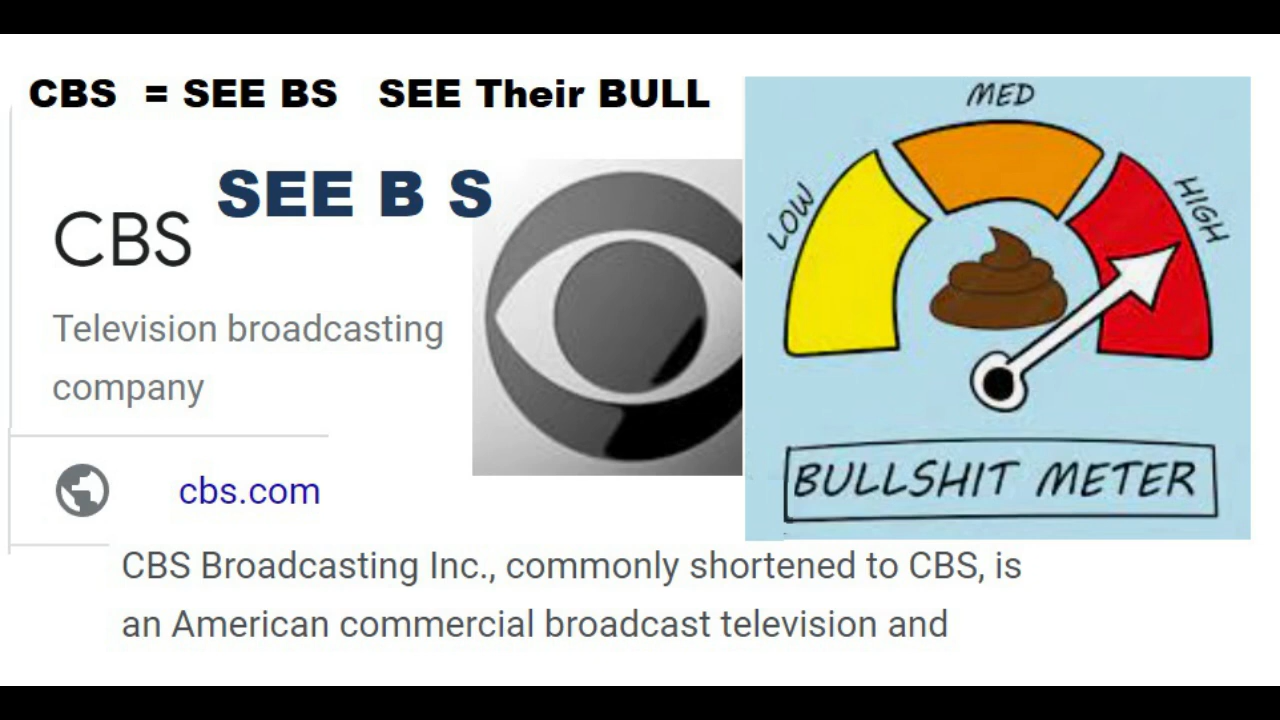 CBS = SEE BS SEE Their BULL
SEE B S
CBS
Television broadcasting
company
cbs.com
CBS Broadcasting Inc., commonly shortened to CBS, is
an American commercial broadcast television and
LOW
MED
HIGH
BULLSHIT METER